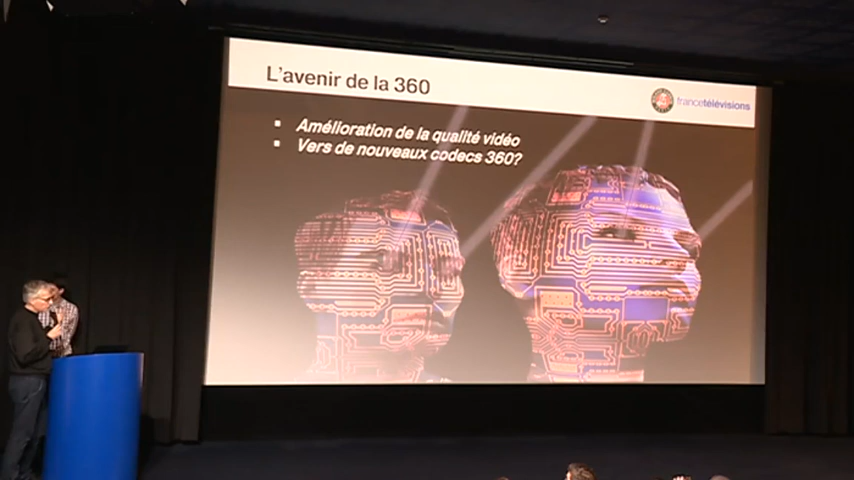 L'avenir de la 360
francetélévisions
Amélioration de la qualité vidéo
Vers de nouveaux codecs 360?